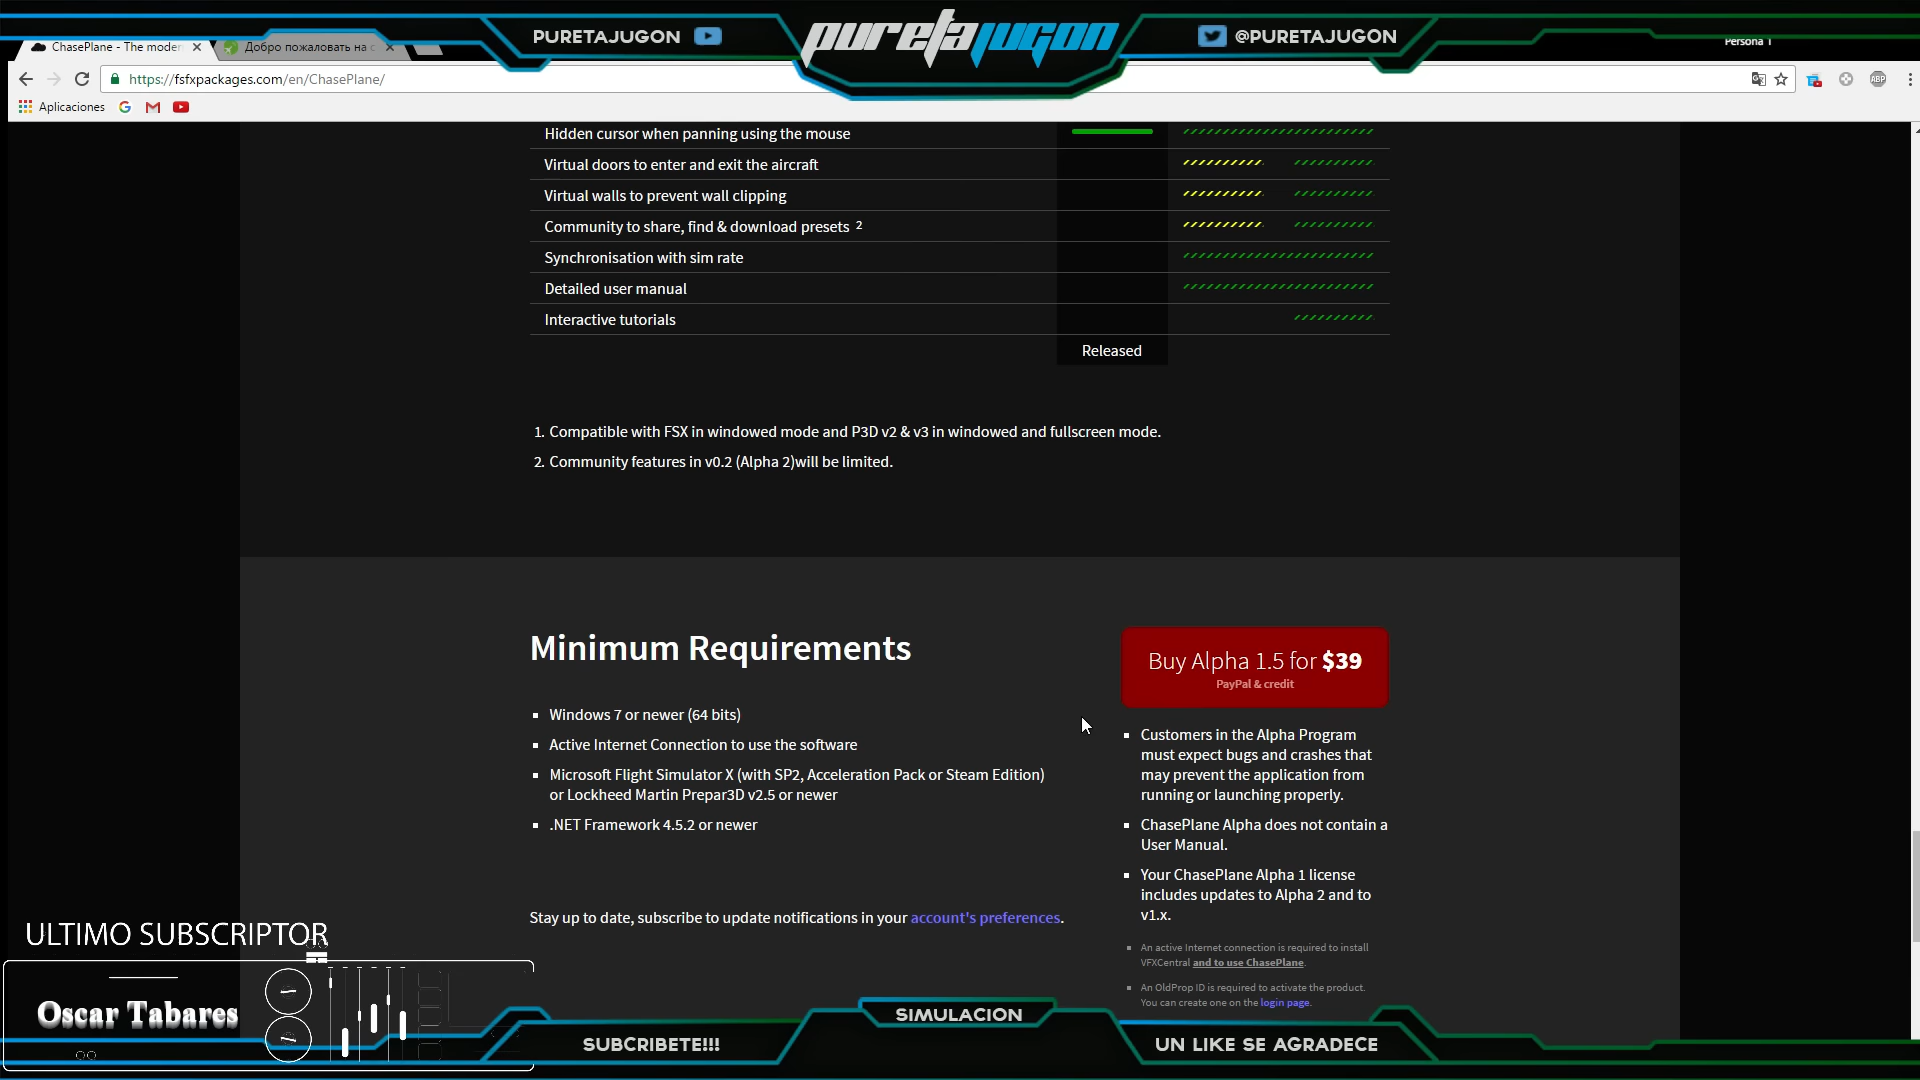 PURETAJUGON
puretajugon
@PURETAJUGON
ChasePlane - The moder
Добро пожаловать на с
Persona 1
https://fsfxpackages.com/en/ChasePlane/
ABP
Aplicaciones
Hidden cursor when panning using the mouse
Virtual doors to enter and exit the aircraft
Virtual walls to prevent wall clipping
Community to share, find & download presets 2
Synchronisation with sim rate
Detailed user manual
Interactive tutorials
Released
1. Compatible with FSX in windowed mode and P3D v2 & v3 in windowed and fullscreen mode.
2. Community features in v0.2 (Alpha 2)will be limited.
Minimum Requirements
Windows 7 or newer (64 bits)
Active Internet Connection to use the software
Microsoft Flight Simulator X (with SP2, Acceleration Pack or Steam Edition)
or Lockheed Martin Prepar3D v2.5 or newer
.NET Framework 4.5.2 or newer
Stay up to date, subscribe to update notifications in your account's preferences.
Buy Alpha 1.5 for $39
PayPal & credit
Customers in the Alpha Program
must expect bugs and crashes that
may prevent the application from
running or launching properly.
ChasePlane Alpha does not contain a
User Manual.
Your ChasePlane Alpha 1 license
includes updates to Alpha 2 and to
v1.x.
An active Internet connection is required to install
VFXCentral and to use ChasePlane.
An OldProp ID is required to activate the product.
You can create one on the login page.
ULTIMO SUBSCRIPTOR
Oscar Tabares
SIMULACION
SUBCRIBETE!!!
UN LIKE SE AGRADECE